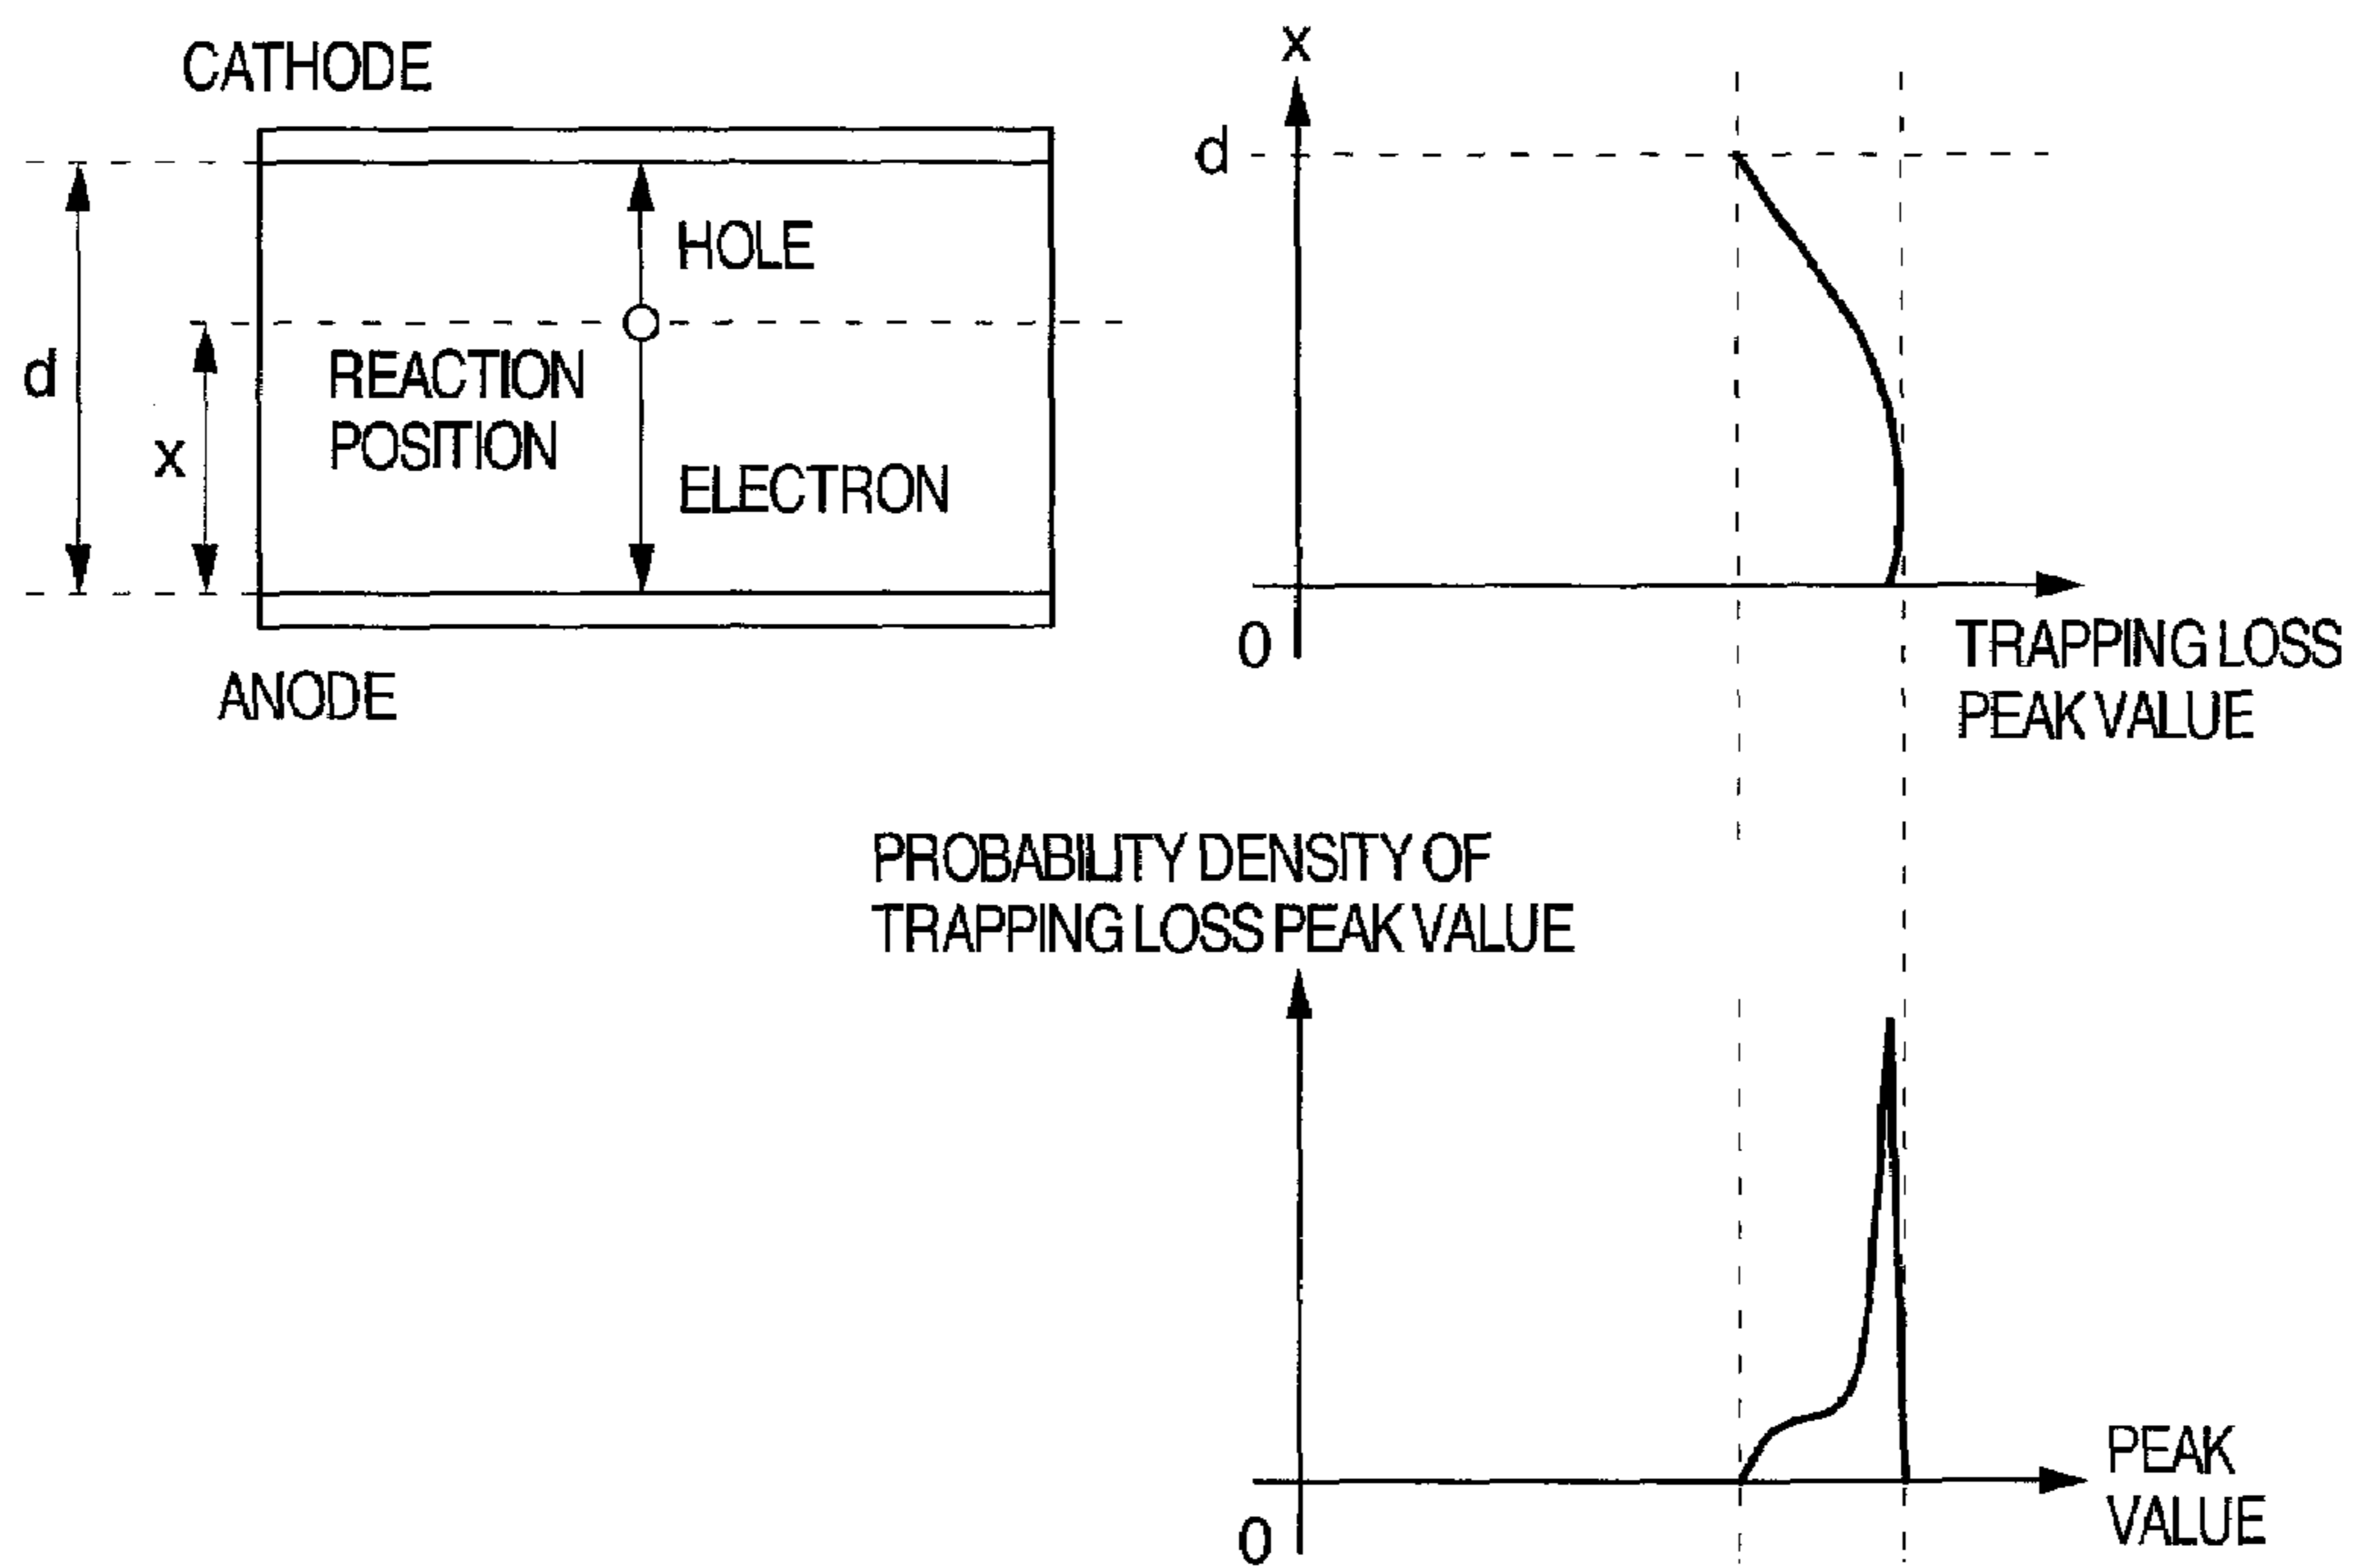 CATHODE
HOLE
d
x
REACTION
POSITION
ELECTRON
ANODE
x
d
0
TRAPPING LOSS
PEAK VALUE
PROBABILITY DENSITY OF
TRAPPING LOSS PEAK VALUE
0
PEAK
VALUE